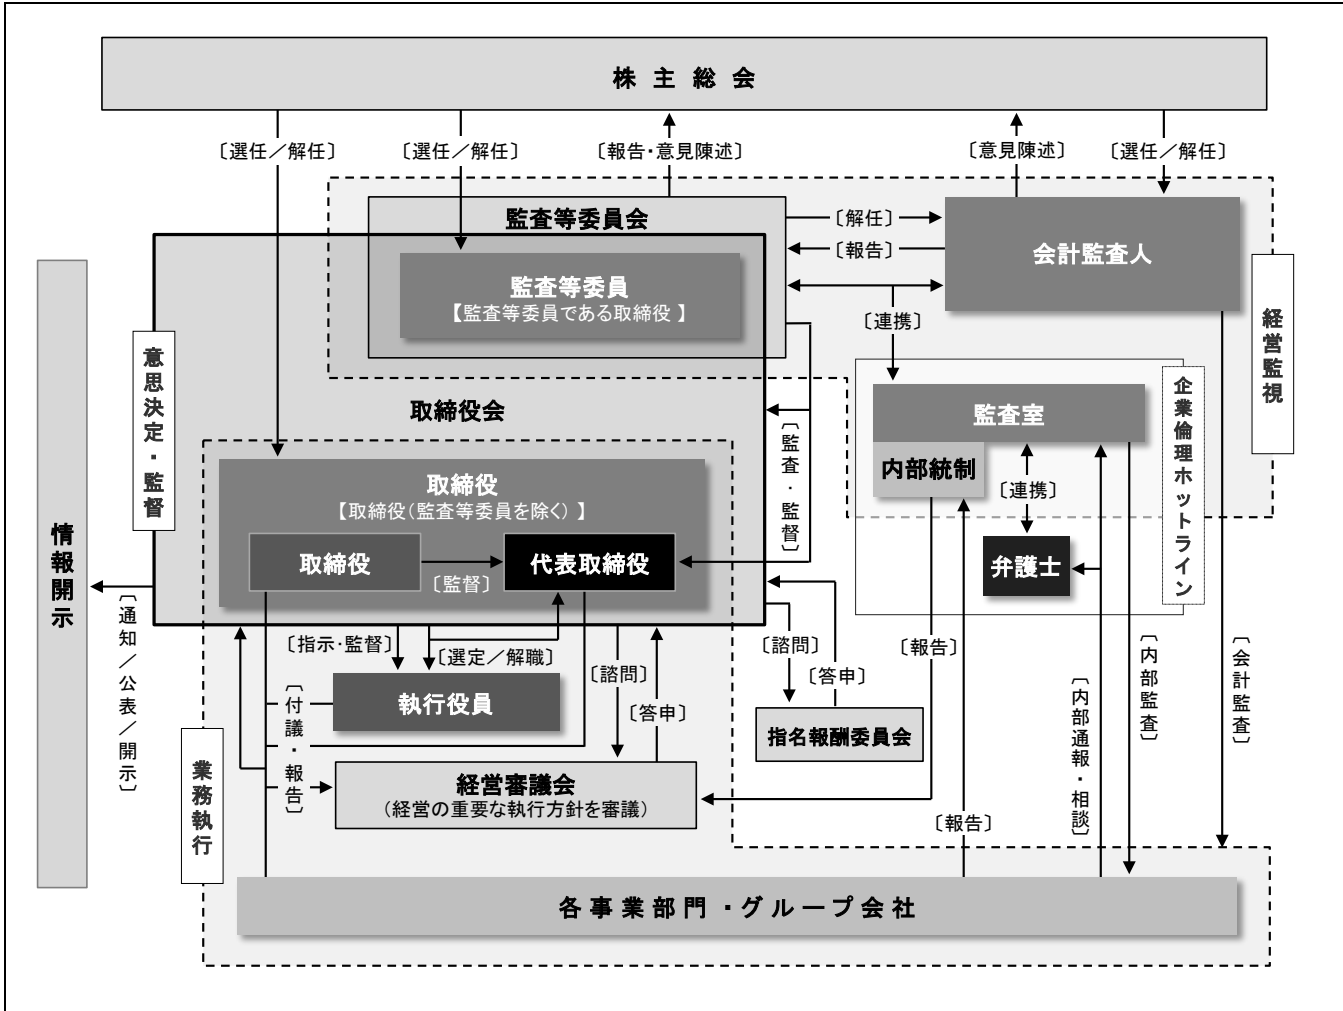 株主総会
〔選任／解任〕
〔選任／解任〕
〔報告・意見陳述〕
〔意見陳述〕
〔選任／解任〕
監査等委員会
監査等委員
【監査等委員である取締役 】
〔解任〕
〔報告〕
〔連携〕
会計監査人
経営監視
意思決定・監督
取締役会
〔監査・監督〕
監査室
内部統制
〔連携〕
弁護士
企業倫理ホットライン
取締役
【取締役（監査等委員を除く） 】
取締役
〔監督〕
代表取締役
情報開示
〔通知／公表／開示〕
〔指示・監督〕
〔選定／解職〕
〔諮問〕
〔答申〕
〔諮問〕
〔答申〕
〔報告〕
〔内部監査〕
〔会計監査〕
執行役員
〔付議・報告〕
指名報酬委員会
経営審議会
（経営の重要な執行方針を審議）
業務執行
〔報告〕
〔内部通報・相談〕
各事業部門・グループ会社